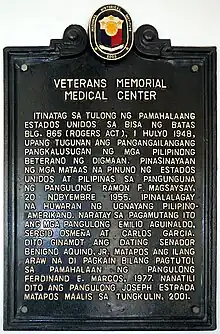 VETERANS MEMORIAL
MEDICAL CENTER
ITINATAG SA TULONG NG PAMAHALAANG
ESTADOS UNIDOS SA BISA NG BATAS
BLG. 865 (ROGERS ACT), 1 HULYO 1948,
UPANG TUGUNAN ANG PANGANGAILANGANG
PANGKALUSUGAN NG MGA PILIPINONG
BETERANO NG DIGMAAN. PINASINAYAAN
NG MGA MATAAS NA PINUNO NG ESTADOS
UNIDOS AT PILIPINAS SA PANGUNGUNA
NG PANGULONG RAMON F. MAGSAYSAY,
20 NOBYEMBRE 1955. PINALALAGAY
NA HUWARAN NG UGNAYANG PILIPINO-
AMERIKANO. NARATAY SA PAGAMUTANG ITO
ANG MGA PANGULONG EMILIO AGUINALDO,
SERGIO OSMEÑA AT CARLOS GARCIA.
DITO GINAMOT ANG DATING SENADOR
BENIGNO AQUINO, JR. MATAPOS ANG ILANG
ARAW NA DI PAGKAIN BILANG PAGTUTOL
SA PAMAHALAAN NG PANGULONG
FERDINAND E. MARCOS, 1977. NANATILI
DITO ANG PANGULONG JOSEPH ESTRADA
MATAPOS MAALIS SA TUNGKULIN, 2001.